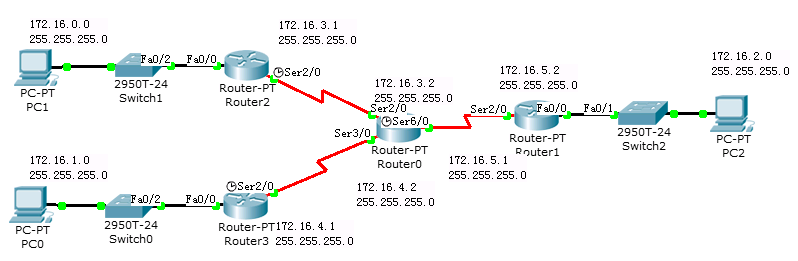 172.16.0.0
255.255.255.0
Fa0/2
Fa0/0
PC-PT
PC1
2950T-24
Switch1
172.16.3.1
255.255.255.0
Ser2/0
Router-PT
Router2
172.16.3.2
255.255.255.0
Ser2/0
Ser6/0
Ser3/0
Router-PT
Router0
172.16.5.2
255.255.255.0
Ser2/0
Fa0/0
Fa0/1
Router-PT
Router1
172.16.5.1
255.255.255.0
2950T-24
Switch2
172.16.2.0
255.255.255.0
PC-PT
PC2
172.16.1.0
255.255.255.0
Fa0/2
Fa0/0
PC-PT
PC0
2950T-24
Switch0
Ser2/0
Router-PT
Router3
172.16.4.1
255.255.255.0
172.16.4.2
255.255.255.0